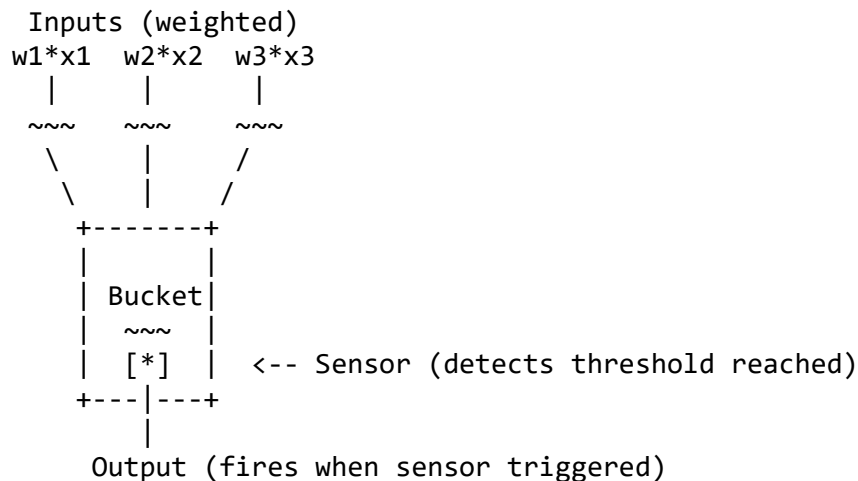 Inputs (weighted)
w1*x1 w2*x2 w3*x3
~~~ ~~~ ~~~
Bucket
~~~
[*] <-- Sensor (detects threshold reached)
Output (fires when sensor triggered)